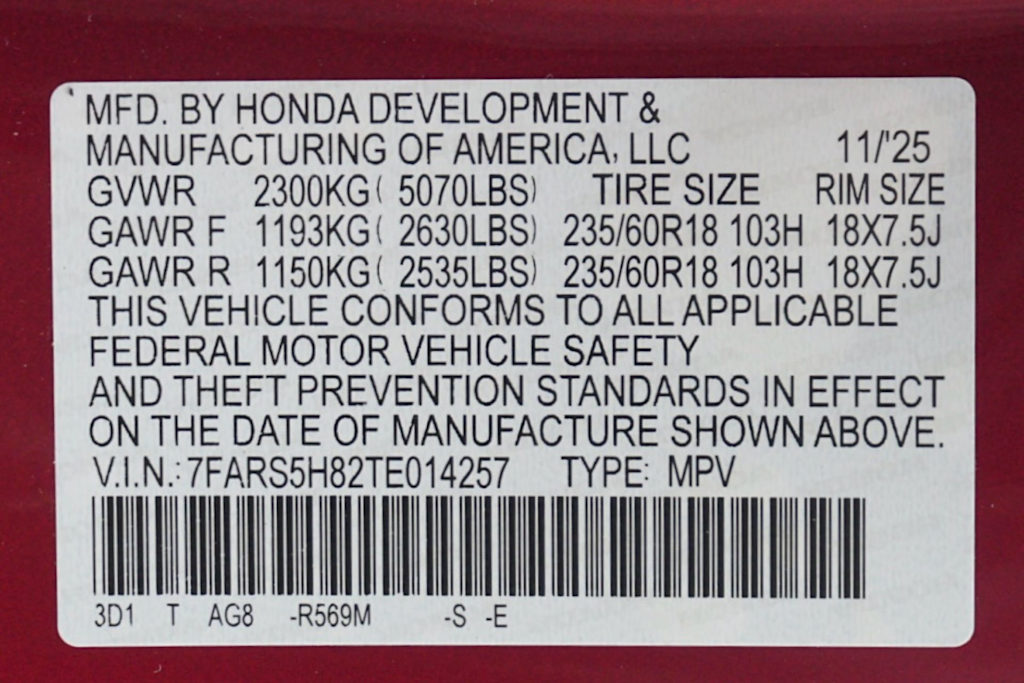 MFD. BY HONDA DEVELOPMENT &
MANUFACTURING OF AMERICA, LLC 11/'25
GVWR 2300KG( 5070LBS) TIRE SIZE RIM SIZE
GAWR F 1193KG( 2630LBS) 235/60R18 103H 18X7.5J
GAWR R 1150KG( 2535LBS) 235/60R18 103H 18X7.5J
THIS VEHICLE CONFORMS TO ALL APPLICABLE
FEDERAL MOTOR VEHICLE SAFETY
AND THEFT PREVENTION STANDARDS IN EFFECT
ON THE DATE OF MANUFACTURE SHOWN ABOVE.
V.I.N.: 7FARS5H82TE014257 TYPE: MPV
3D1 T AG8 -R569M -S -E